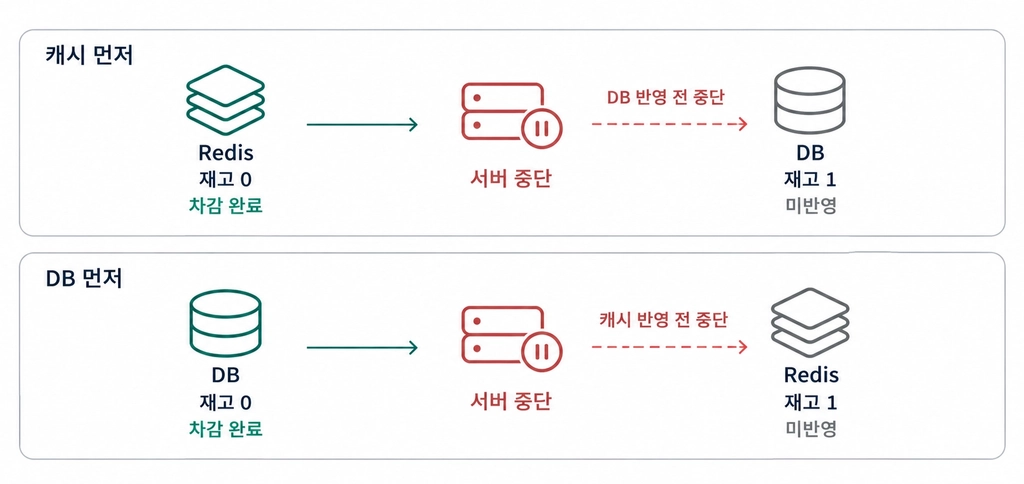 캐시 먼저
Redis
재고 0
차감 완료
서버 중단
DB 반영 전 중단
DB
재고 1
미반영
DB 먼저
DB
재고 0
차감 완료
서버 중단
캐시 반영 전 중단
Redis
재고 1
미반영